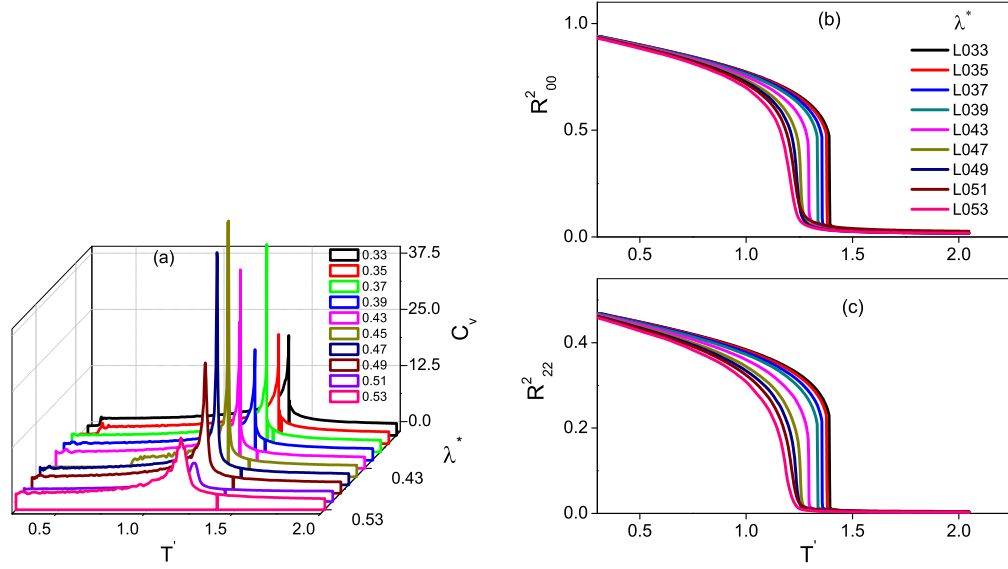 (a)
0.33
0.35
0.37
0.39
0.43
0.45
0.47
0.49
0.51
0.53
37.5
25.0
12.5
0.0
C_v
λ*
0.43
0.53
0.5
1.0
1.5
2.0
T'
(b)
λ*
L033
L035
L037
L039
L043
L047
L049
L051
L053
1.0
0.5
0.0
R²₀₀
0.5
1.0
1.5
2.0
(c)
0.4
0.2
0.0
R²₂₂
0.5
1.0
1.5
2.0
T'